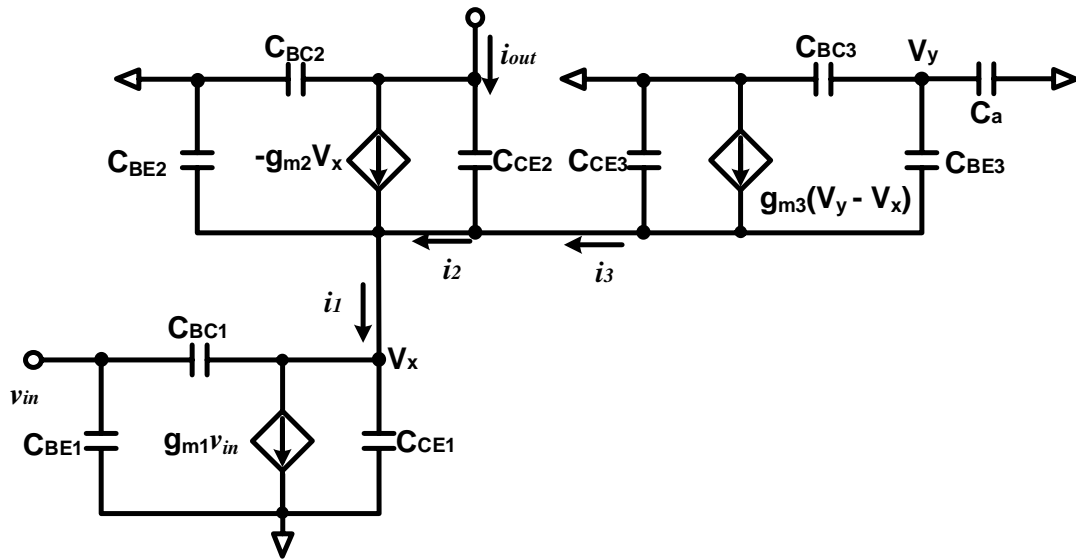 C_BC2
i_out
C_BC3
V_y
C_a
C_BE2
-g_m2V_x
C_CE2
C_CE3
C_BE3
g_m3(V_y - V_x)
i_2
i_3
i_1
C_BC1
V_x
v_in
C_BE1
g_m1v_in
C_CE1